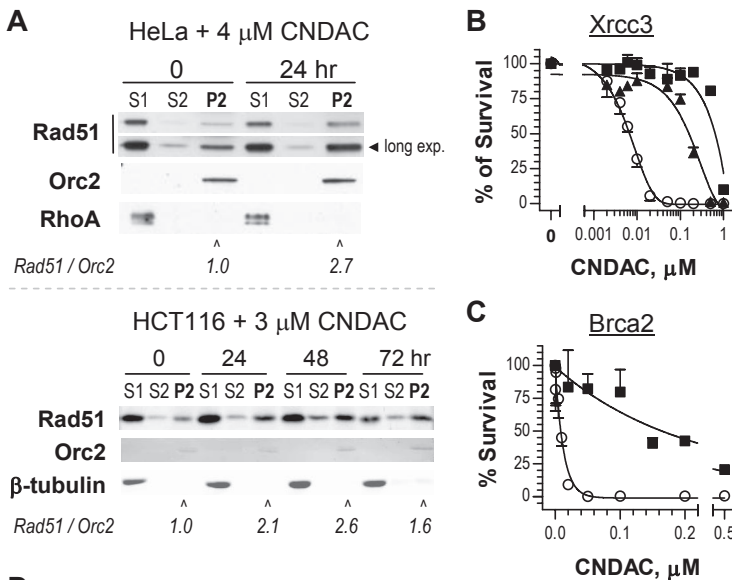 A
HeLa + 4 μM CNDAC
0 24 hr
S1 S2 P2 S1 S2 P2
Rad51
◄ long exp.
Orc2
RhoA
^ ^
Rad51 / Orc2 1.0 2.7
HCT116 + 3 μM CNDAC
0 24 48 72 hr
S1 S2 P2 S1 S2 P2 S1 S2 P2 S1 S2 P2
Rad51
Orc2
β-tubulin
^ ^ ^ ^
Rad51 / Orc2 1.0 2.1 2.6 1.6
B
Xrcc3
% of Survival
100
75
50
25
0
0 0.001 0.01 0.1 1
CNDAC, μM
C
Brca2
% Survival
100
75
50
25
0
0.0 0.1 0.2 0.5
CNDAC, μM